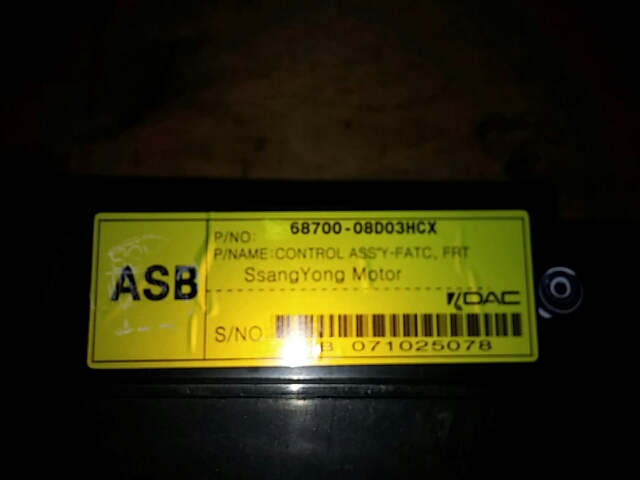 P/NO: 68700-08D03HCX
P/NAME:CONTROL ASS'Y-FATC, FRT
ASB
SsangYong Motor
DAC
S/NO:
B 071025078